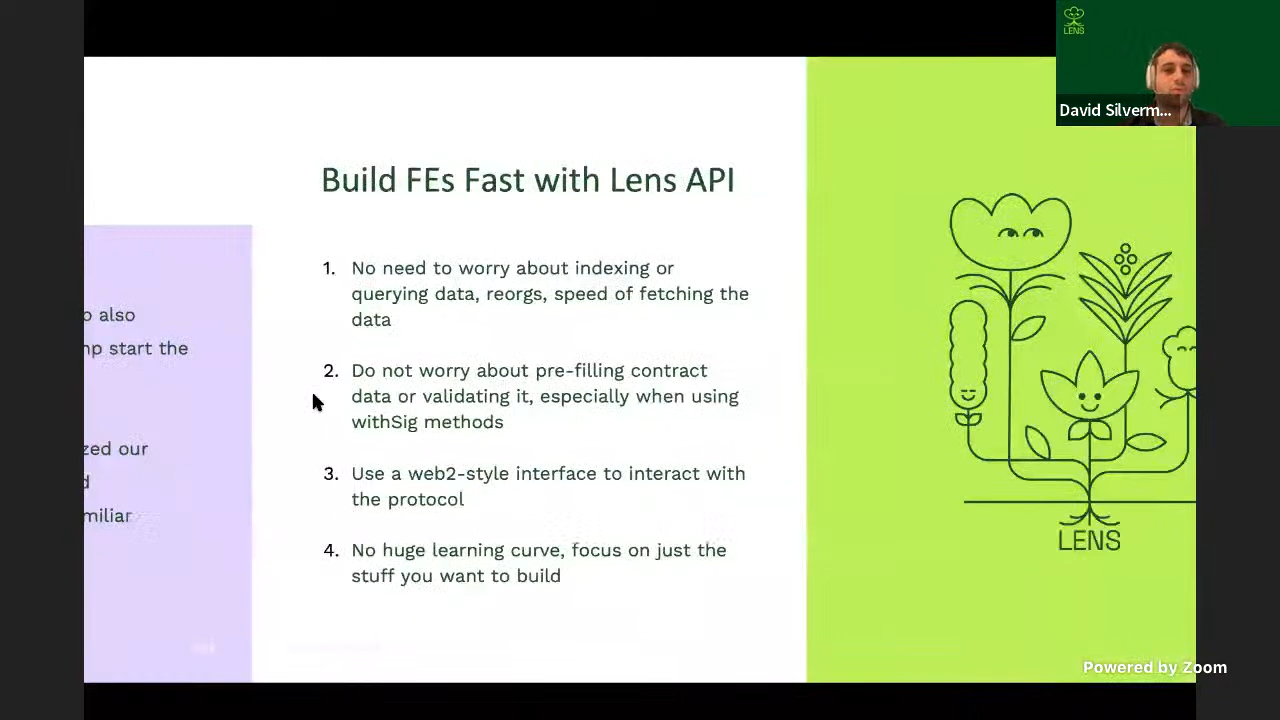 LENS
David Silverm...
Build FEs Fast with Lens API
1. No need to worry about indexing or
querying data, reorgs, speed of fetching the
data
2. Do not worry about pre-filling contract
data or validating it, especially when using
withSig methods
3. Use a web2-style interface to interact with
the protocol
4. No huge learning curve, focus on just the
stuff you want to build
also
start the
our
LENS
Powered by Zoom